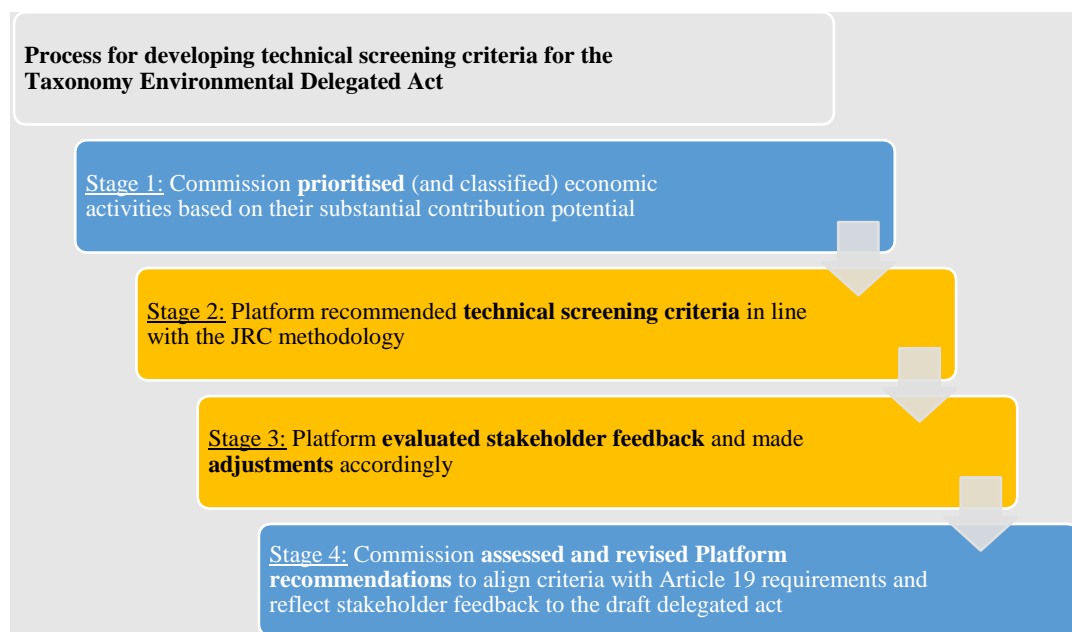 Process for developing technical screening criteria for the
Taxonomy Environmental Delegated Act
Stage 1: Commission prioritised (and classified) economic
activities based on their substantial contribution potential
Stage 2: Platform recommended technical screening criteria in line
with the JRC methodology
Stage 3: Platform evaluated stakeholder feedback and made
adjustments accordingly
Stage 4: Commission assessed and revised Platform
recommendations to align criteria with Article 19 requirements and
reflect stakeholder feedback to the draft delegated act